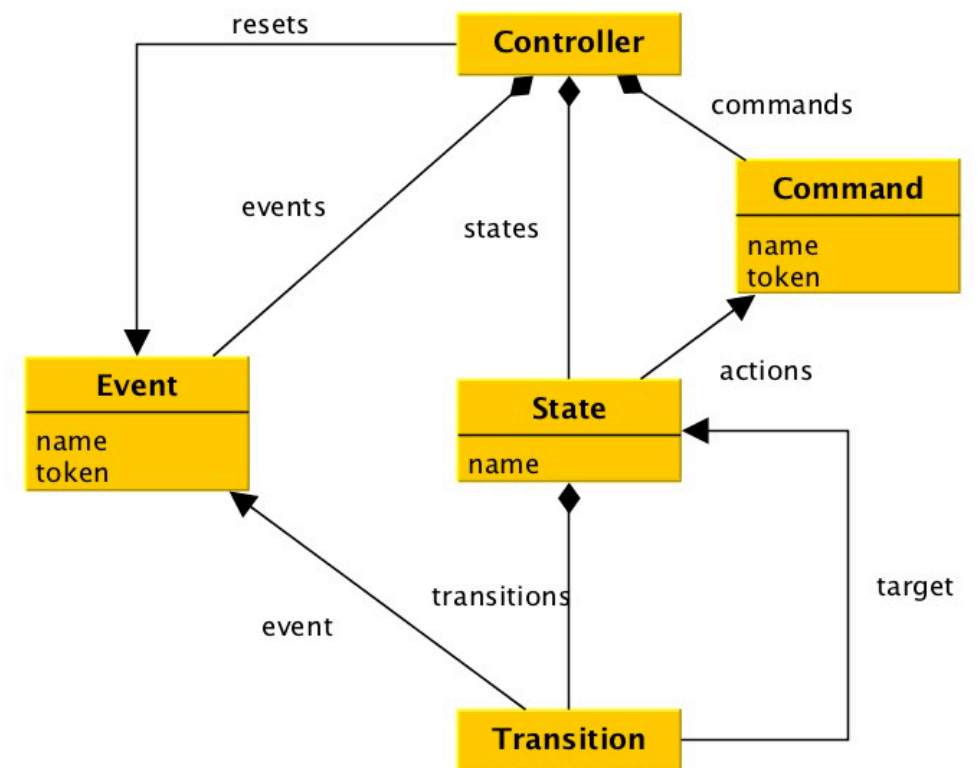 resets
Controller
commands
Command
name
token
events
states
actions
Event
name
token
State
name
target
transitions
event
Transition